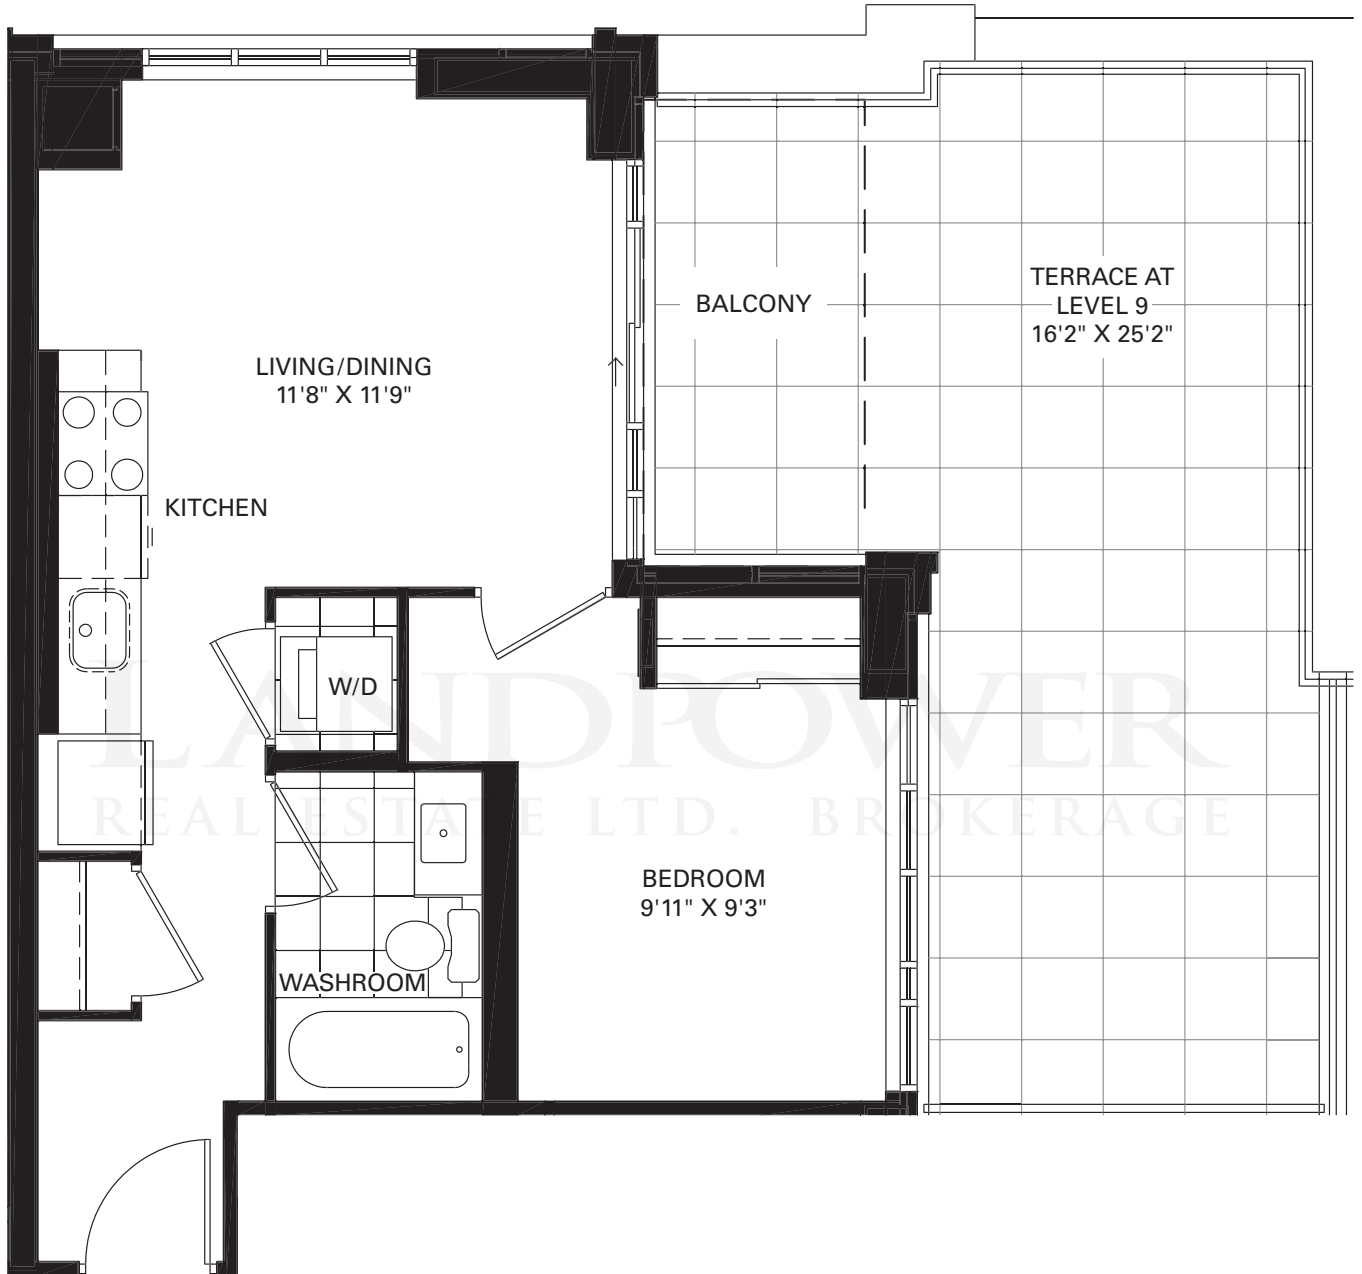 TERRACE AT
LEVEL 9
16'2" X 25'2"
BALCONY
LIVING/DINING
11'8" X 11'9"
KITCHEN
W/D
LANDPOWER
REAL ESTATE LTD. BROKERAGE
BEDROOM
9'11" X 9'3"
WASHROOM